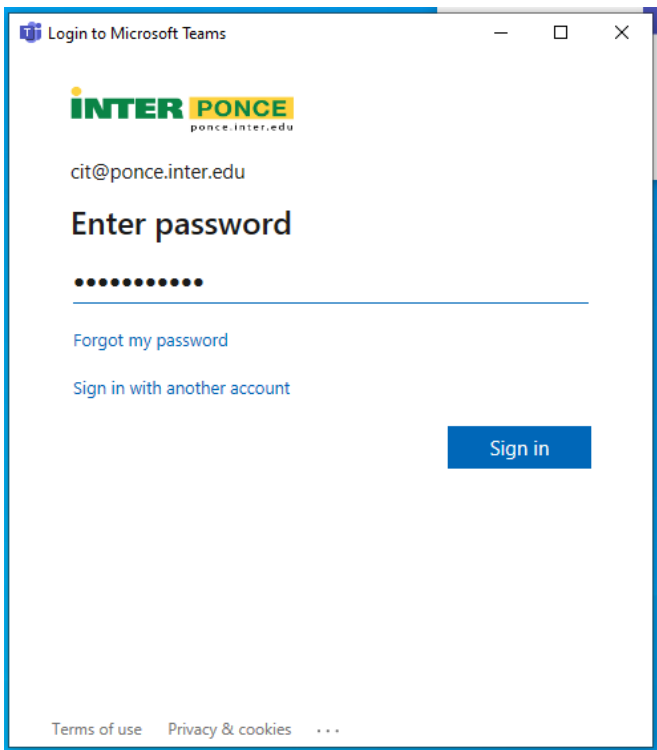 Login to Microsoft Teams
INTER PONCE
ponce.inter.edu
cit@ponce.inter.edu
Enter password
•••••••••••
Forgot my password
Sign in with another account
Sign in
Terms of use Privacy & cookies ...